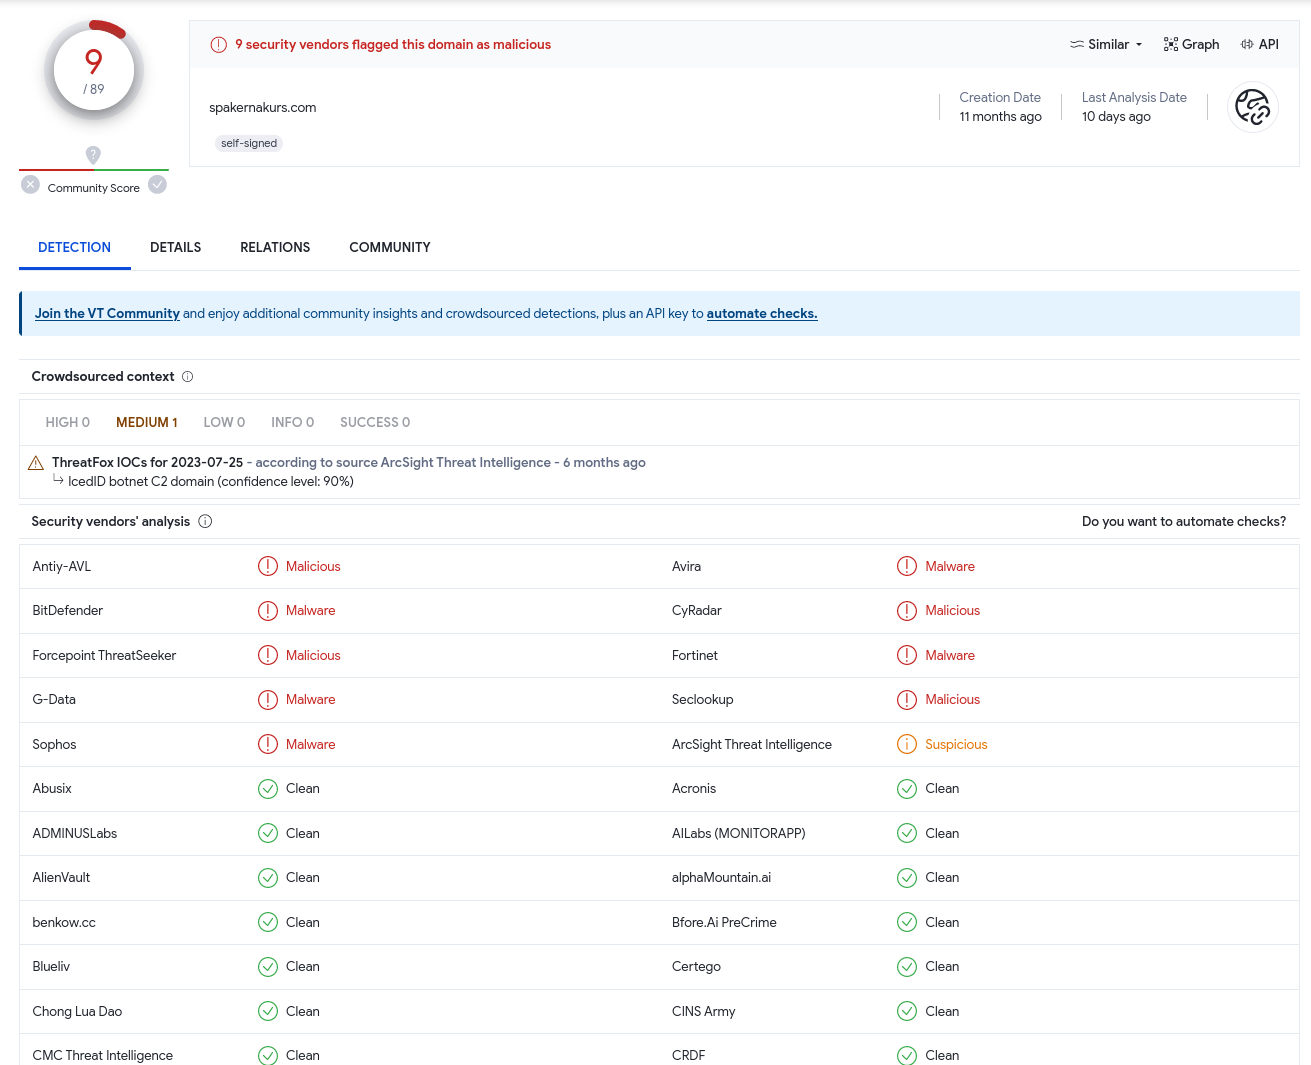 9
/ 89
Community Score
9 security vendors flagged this domain as malicious
Similar
Graph
API
spakernakurs.com
self-signed
Creation Date
11 months ago
Last Analysis Date
10 days ago
DETECTION DETAILS RELATIONS COMMUNITY
Join the VT Community and enjoy additional community insights and crowdsourced detections, plus an API key to automate checks.
Crowdsourced context
HIGH 0 MEDIUM 1 LOW 0 INFO 0 SUCCESS 0
ThreatFox IOCs for 2023-07-25 - according to source ArcSight Threat Intelligence - 6 months ago
IcedID botnet C2 domain (confidence level: 90%)
Security vendors' analysis Do you want to automate checks?
Antiy-AVL Malicious Avira Malware
BitDefender Malware CyRadar Malicious
Forcepoint ThreatSeeker Malicious Fortinet Malware
G-Data Malware Seclookup Malicious
Sophos Malware ArcSight Threat Intelligence Suspicious
Abusix Clean Acronis Clean
ADMINUSLabs Clean AILabs (MONITORAPP) Clean
AlienVault Clean alphaMountain.ai Clean
benkow.cc Clean Bfore.Ai PreCrime Clean
Blueliv Clean Certego Clean
Chong Lua Dao Clean CINS Army Clean
CMC Threat Intelligence Clean CRDF Clean